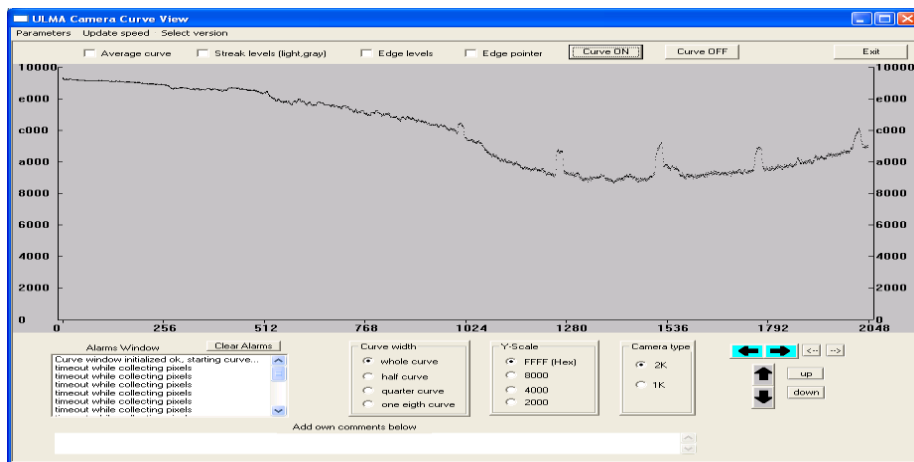 ULMA Camera Curve View
Parameters Update speed Select version
Average curve Streak levels (light,gray) Edge levels Edge pointer Curve ON Curve OFF Exit
10000 10000
e000 e000
c000 c000
a000 a000
8000 8000
6000 6000
4000 4000
2000 2000
0 0
0 256 512 768 1024 1280 1536 1792 2048
Alarms Window Clear Alarms
Curve window initialized ok, starting curve...
timeout while collecting pixels
timeout while collecting pixels
timeout while collecting pixels
timeout while collecting pixels
timeout while collecting pixels
Curve width
whole curve
half curve
quarter curve
one eigth curve
Y-Scale
FFFF (Hex)
8000
4000
2000
Camera type
2K
1K
<-- -->
up
down
Add own comments below